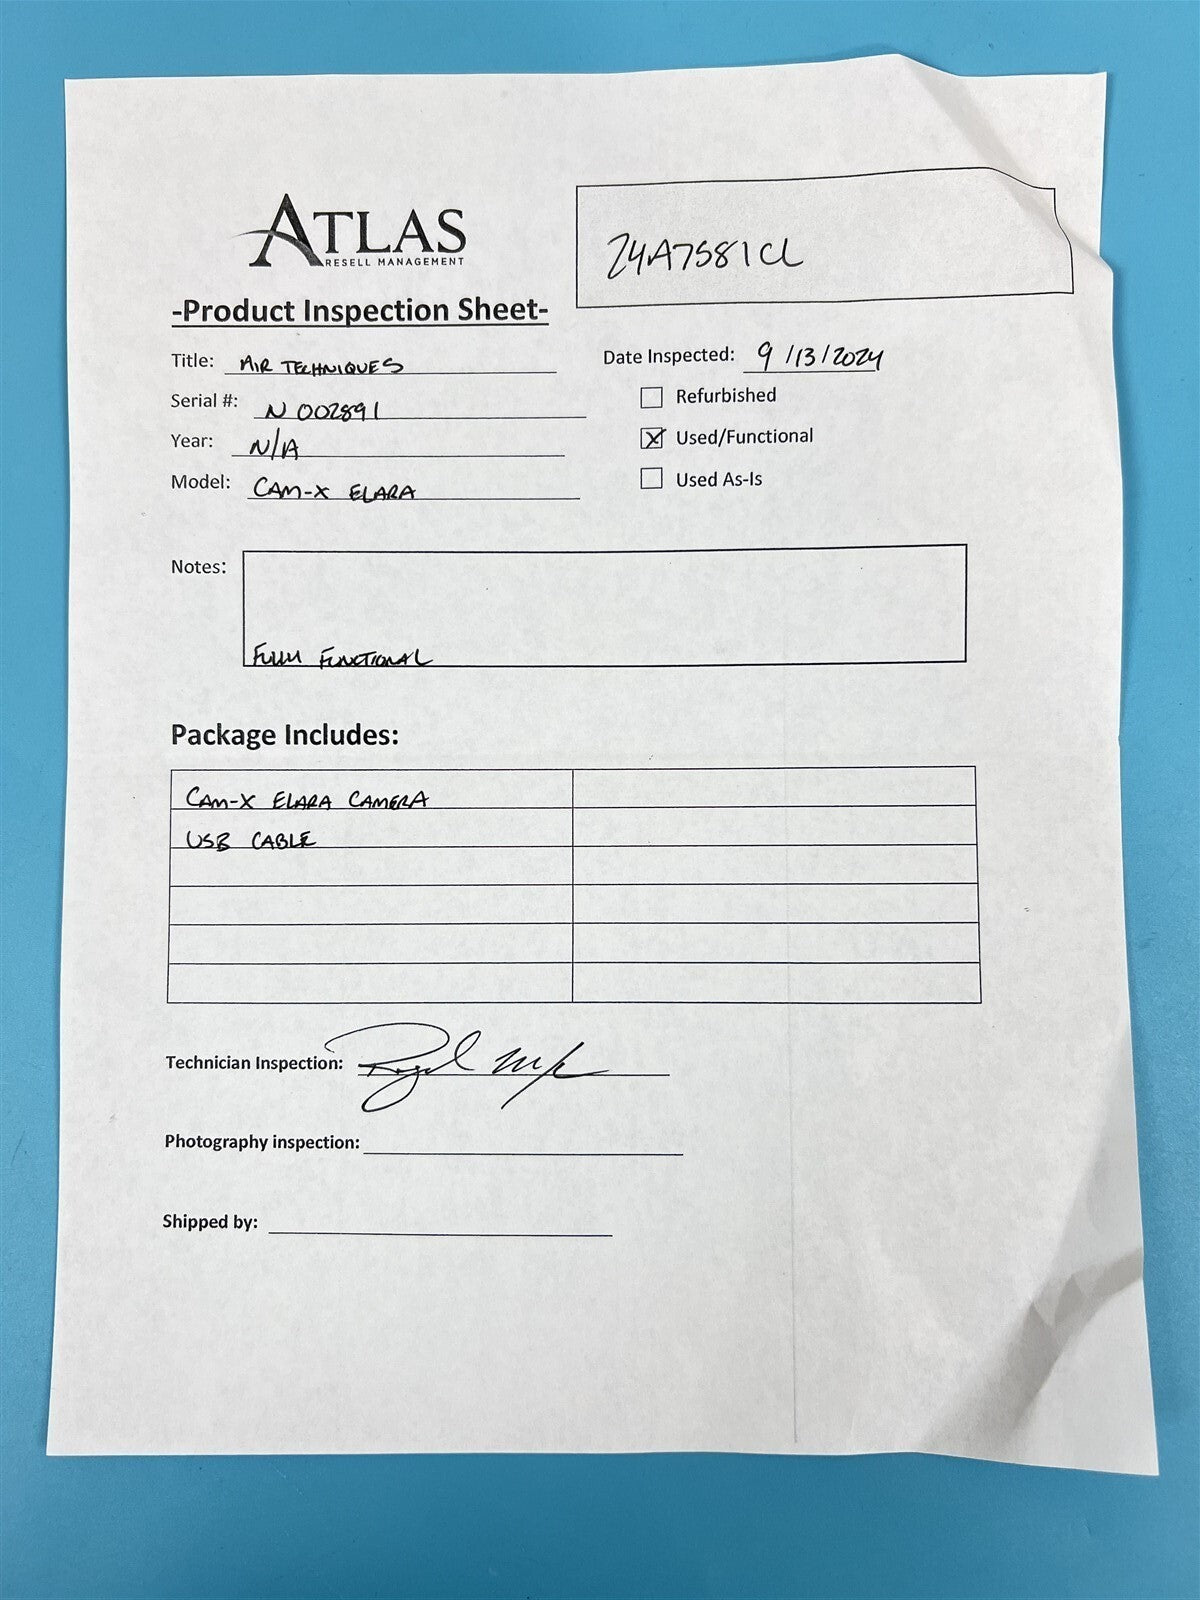 ATLAS
RESELL MANAGEMENT
24A7581CL
-Product Inspection Sheet-
Title: AIR TECHNIQUES
Date Inspected: 9/13/2024
Serial #: N 002891
Refurbished
Year: N/A
Used/Functional
Model: CAM-X ELARA
Used As-Is
Notes:
FULLY FUNCTIONAL
Package Includes:
CAM-X ELARA CAMERA
USB CABLE
Technician Inspection:
Photography inspection:
Shipped by: